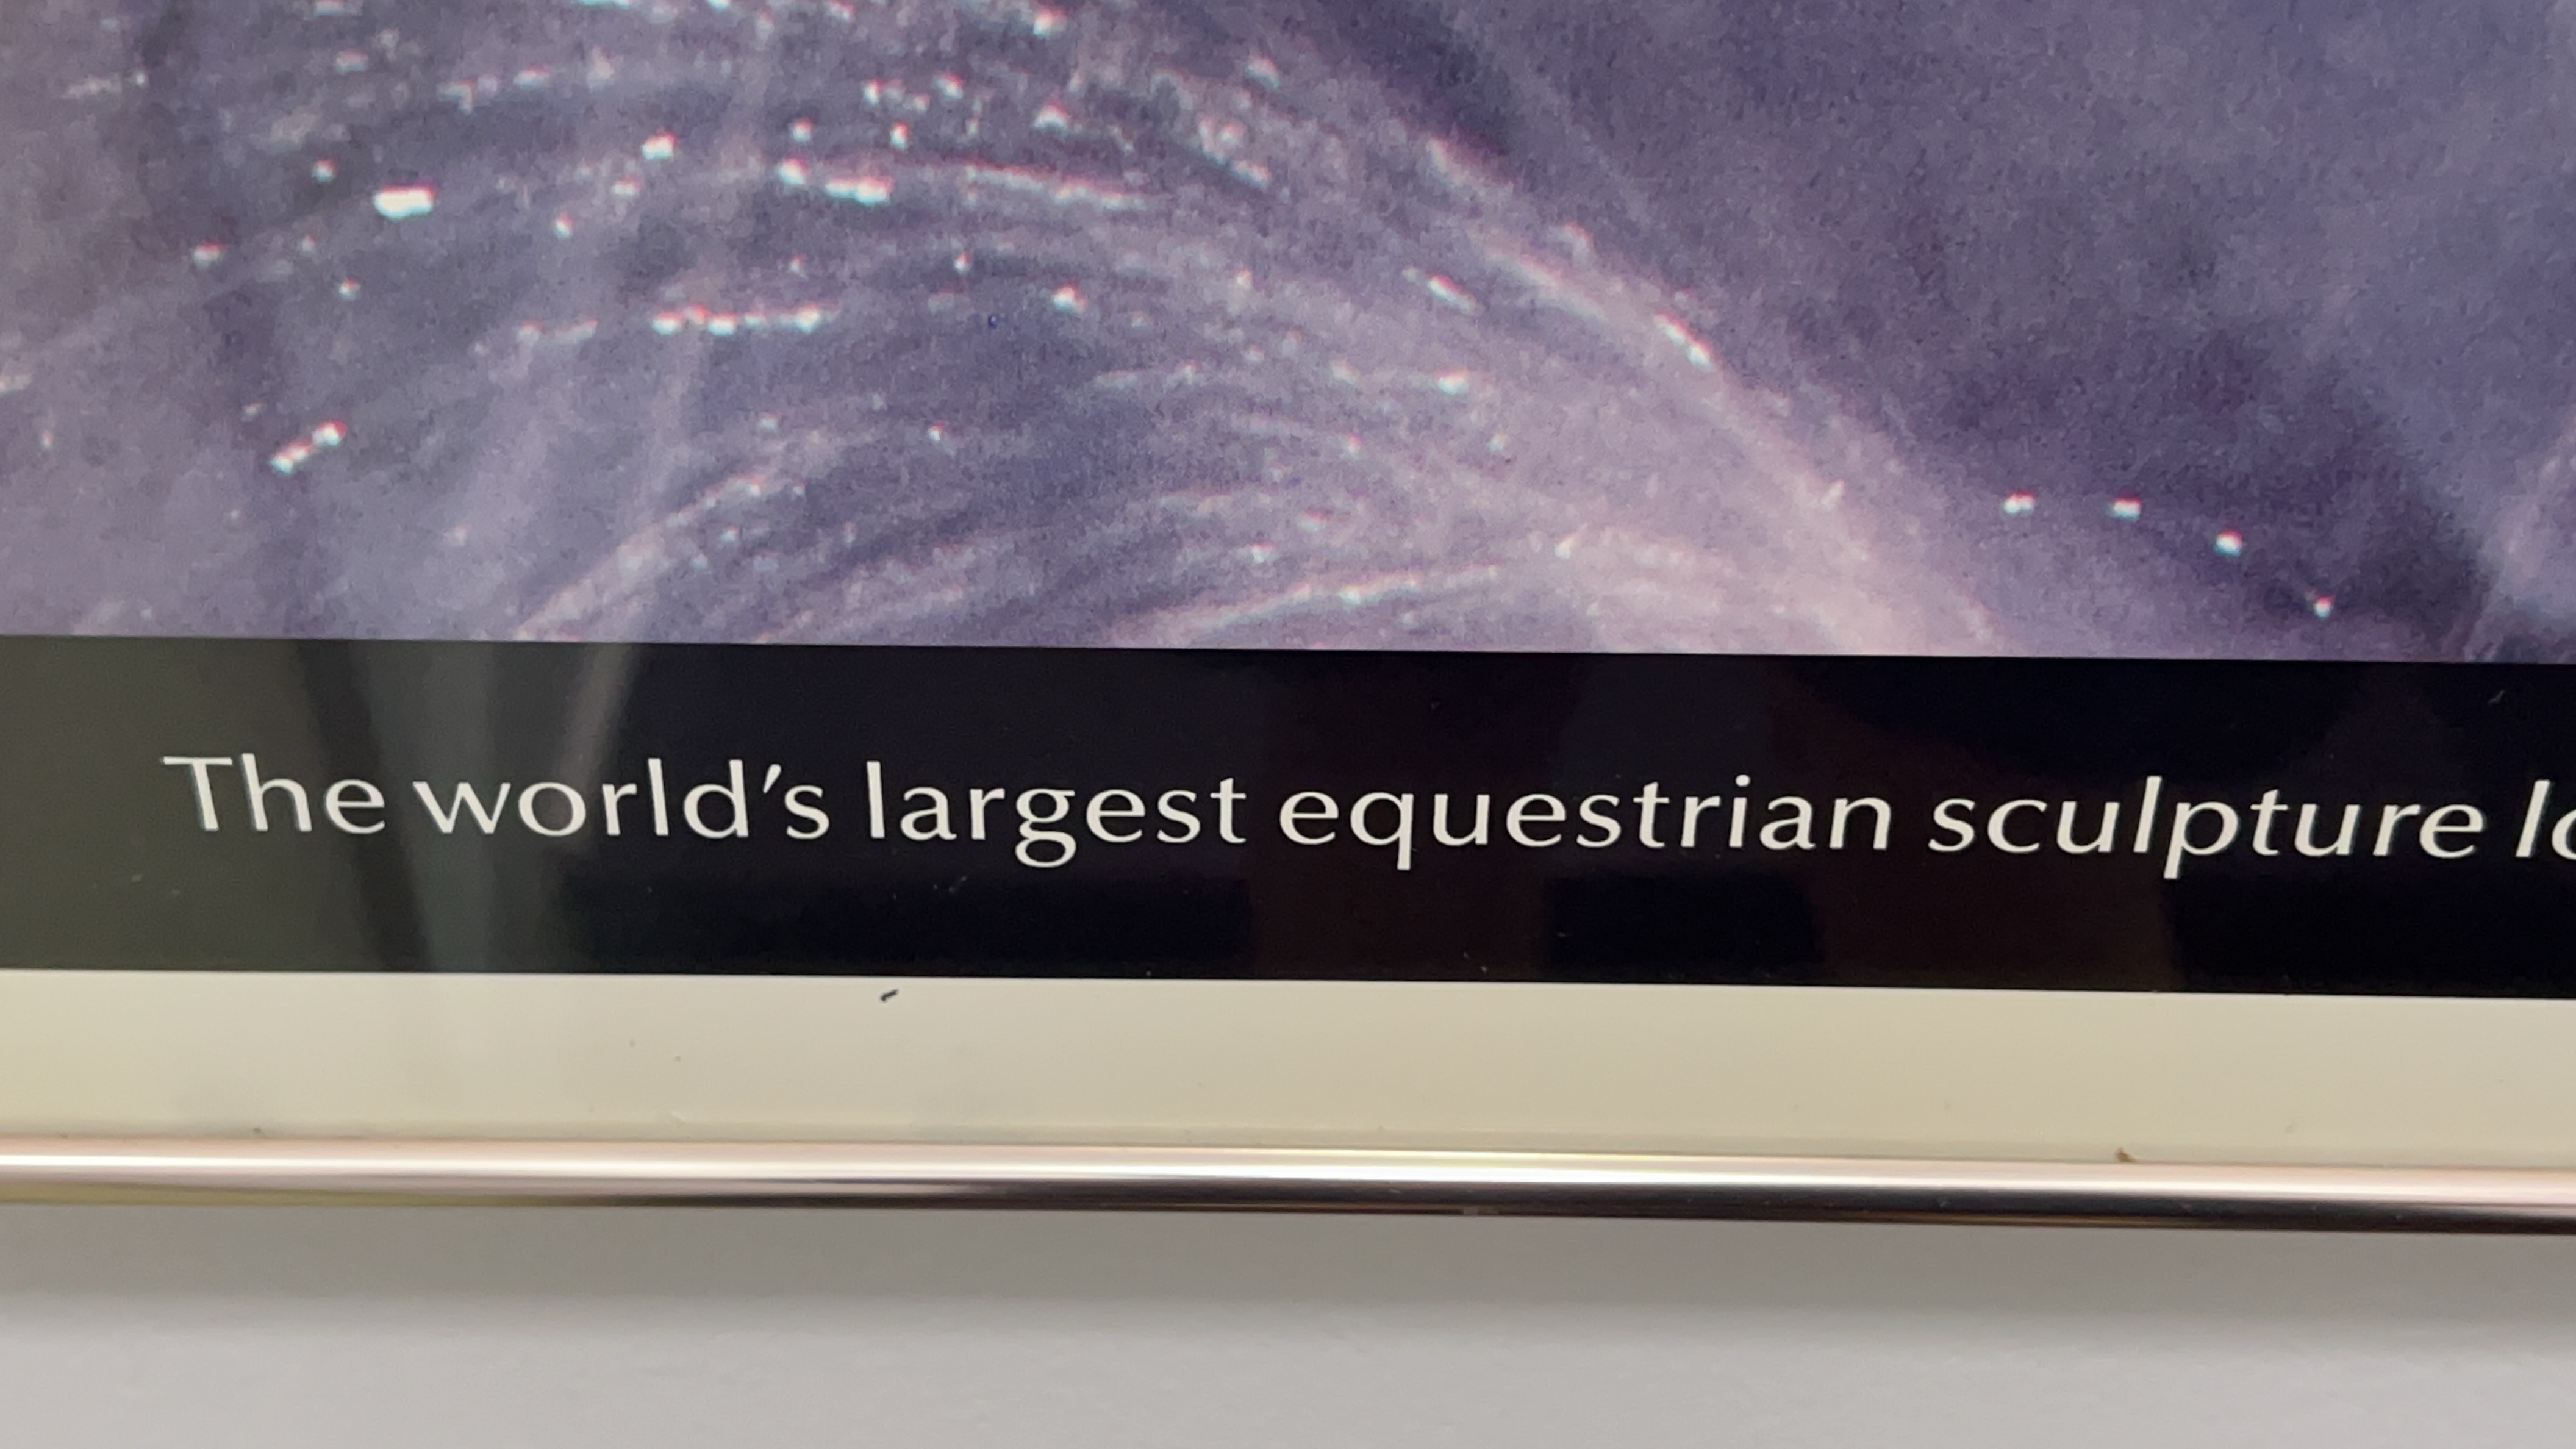 The world's largest equestrian sculpture